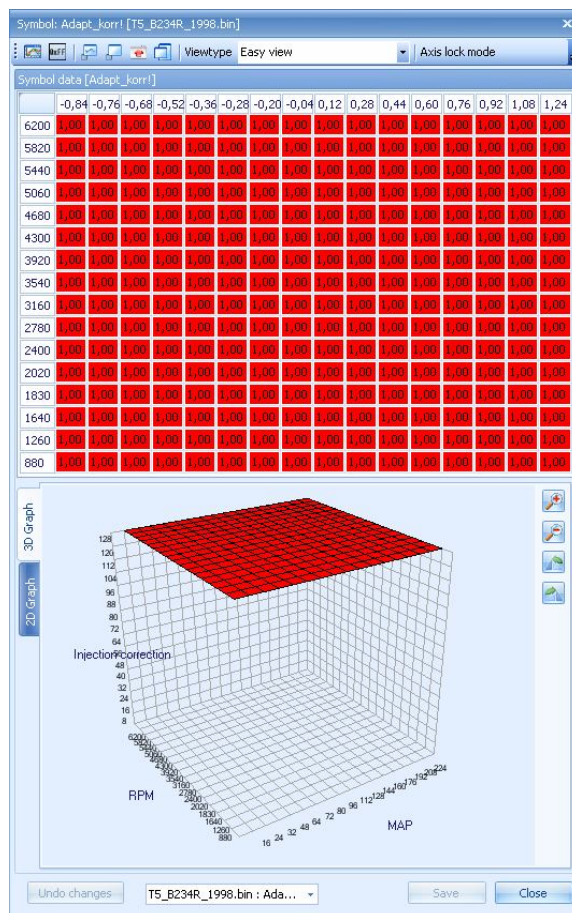 Symbol: Adapt_korr! [T5_B234R_1998.bin]
0xFF Viewtype Easy view Axis lock mode
Symbol data [Adapt_korr!]
-0,84 -0,76 -0,68 -0,52 -0,36 -0,28 -0,20 -0,04 0,12 0,28 0,44 0,60 0,76 0,92 1,08 1,24
6200 1,00 1,00 1,00 1,00 1,00 1,00 1,00 1,00 1,00 1,00 1,00 1,00 1,00 1,00 1,00 1,00
5820 1,00 1,00 1,00 1,00 1,00 1,00 1,00 1,00 1,00 1,00 1,00 1,00 1,00 1,00 1,00 1,00
5440 1,00 1,00 1,00 1,00 1,00 1,00 1,00 1,00 1,00 1,00 1,00 1,00 1,00 1,00 1,00 1,00
5060 1,00 1,00 1,00 1,00 1,00 1,00 1,00 1,00 1,00 1,00 1,00 1,00 1,00 1,00 1,00 1,00
4680 1,00 1,00 1,00 1,00 1,00 1,00 1,00 1,00 1,00 1,00 1,00 1,00 1,00 1,00 1,00 1,00
4300 1,00 1,00 1,00 1,00 1,00 1,00 1,00 1,00 1,00 1,00 1,00 1,00 1,00 1,00 1,00 1,00
3920 1,00 1,00 1,00 1,00 1,00 1,00 1,00 1,00 1,00 1,00 1,00 1,00 1,00 1,00 1,00 1,00
3540 1,00 1,00 1,00 1,00 1,00 1,00 1,00 1,00 1,00 1,00 1,00 1,00 1,00 1,00 1,00 1,00
3160 1,00 1,00 1,00 1,00 1,00 1,00 1,00 1,00 1,00 1,00 1,00 1,00 1,00 1,00 1,00 1,00
2780 1,00 1,00 1,00 1,00 1,00 1,00 1,00 1,00 1,00 1,00 1,00 1,00 1,00 1,00 1,00 1,00
2400 1,00 1,00 1,00 1,00 1,00 1,00 1,00 1,00 1,00 1,00 1,00 1,00 1,00 1,00 1,00 1,00
2020 1,00 1,00 1,00 1,00 1,00 1,00 1,00 1,00 1,00 1,00 1,00 1,00 1,00 1,00 1,00 1,00
1830 1,00 1,00 1,00 1,00 1,00 1,00 1,00 1,00 1,00 1,00 1,00 1,00 1,00 1,00 1,00 1,00
1640 1,00 1,00 1,00 1,00 1,00 1,00 1,00 1,00 1,00 1,00 1,00 1,00 1,00 1,00 1,00 1,00
1260 1,00 1,00 1,00 1,00 1,00 1,00 1,00 1,00 1,00 1,00 1,00 1,00 1,00 1,00 1,00 1,00
880 1,00 1,00 1,00 1,00 1,00 1,00 1,00 1,00 1,00 1,00 1,00 1,00 1,00 1,00 1,00 1,00
3D Graph
2D Graph
128
120
112
104
96
88
80
72
64
56
Injection correction
48
40
32
24
16
8
6200
5820
5440
5060
4680
4300
3920
3540
3160
2780
2400
2020
1830
1640
1260
880
RPM
16 24 32 48 64 72 80 96 112 128 144 160 176 192 208 224
MAP
Undo changes T5_B234R_1998.bin : Ada... Save Close